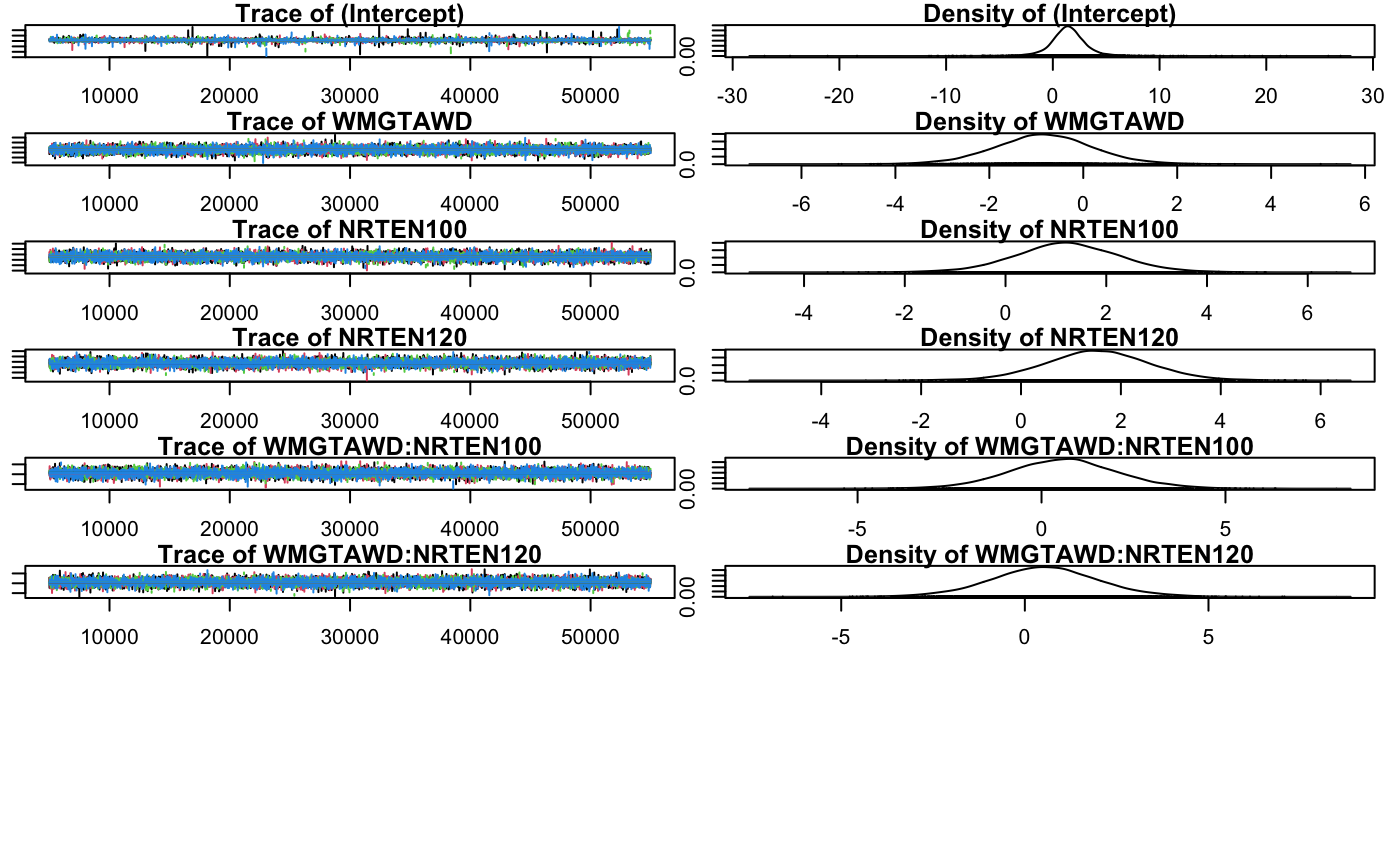 Trace of (Intercept) Density of (Intercept)
0.00
10000 20000 30000 40000 50000 -30 -20 -10 0 10 20 30
Trace of WMGTAWD Density of WMGTAWD
0.0
10000 20000 30000 40000 50000 -6 -4 -2 0 2 4 6
Trace of NRTEN100 Density of NRTEN100
0.0
10000 20000 30000 40000 50000 -4 -2 0 2 4 6
Trace of NRTEN120 Density of NRTEN120
0.0
10000 20000 30000 40000 50000 -4 -2 0 2 4 6
Trace of WMGTAWD:NRTEN100 Density of WMGTAWD:NRTEN100
0.00
10000 20000 30000 40000 50000 -5 0 5
Trace of WMGTAWD:NRTEN120 Density of WMGTAWD:NRTEN120
0.00
10000 20000 30000 40000 50000 -5 0 5